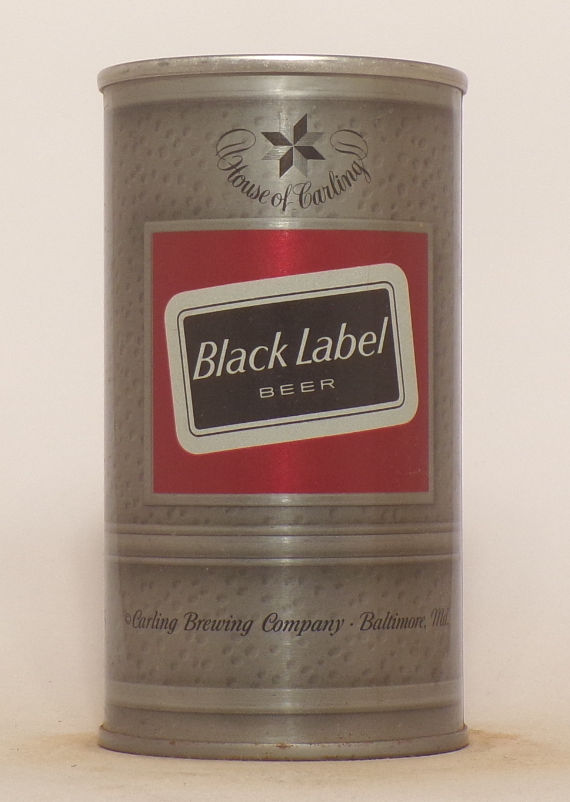 House of Carling
Black Label
BEER
©Carling Brewing Company · Baltimore, Md.